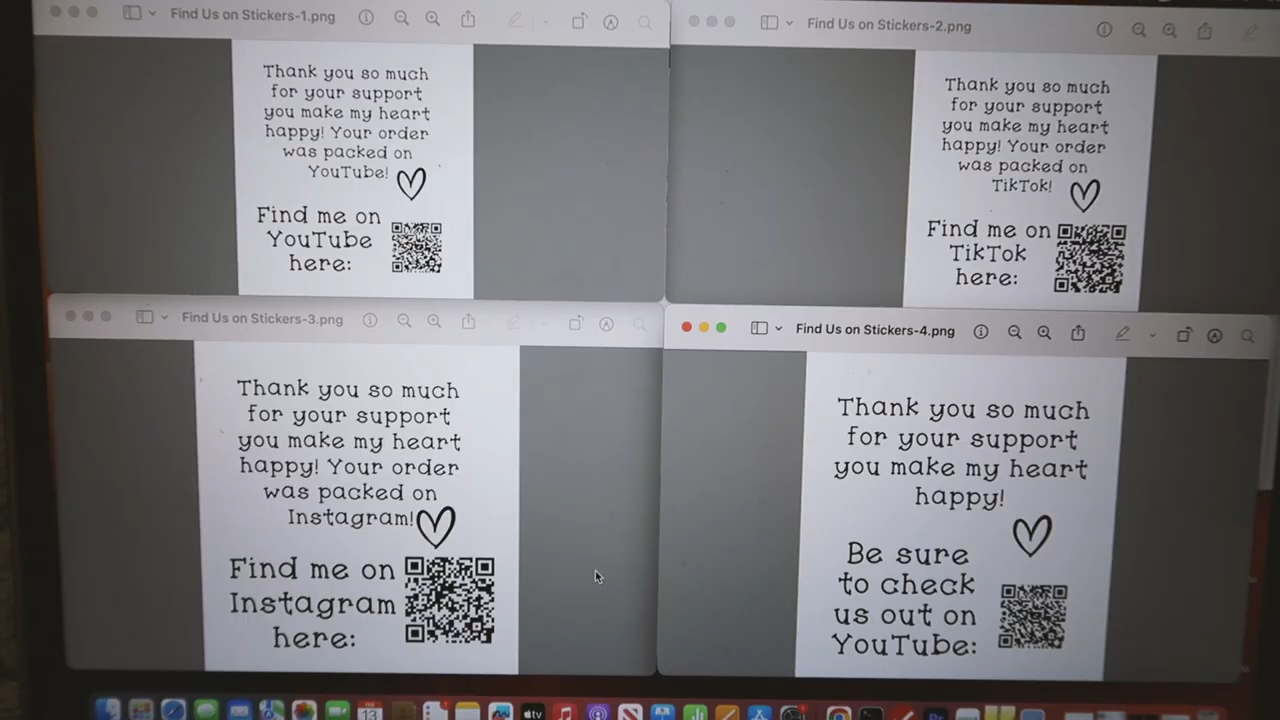 Find Us on Stickers-1.png
Thank you so much
for your support
you make my heart
happy! Your order
was packed on
YouTube!
Find me on
YouTube
here:
Find Us on Stickers-2.png
Thank you so much
for your support
you make my heart
happy! Your order
was packed on
TikTok!
Find me on
TikTok
here:
Find Us on Stickers-3.png
Thank you so much
for your support
you make my heart
happy! Your order
was packed on
Instagram!
Find me on
Instagram
here:
Find Us on Stickers-4.png
Thank you so much
for your support
you make my heart
happy!
Be sure
to check
us out on
YouTube:
13
tv